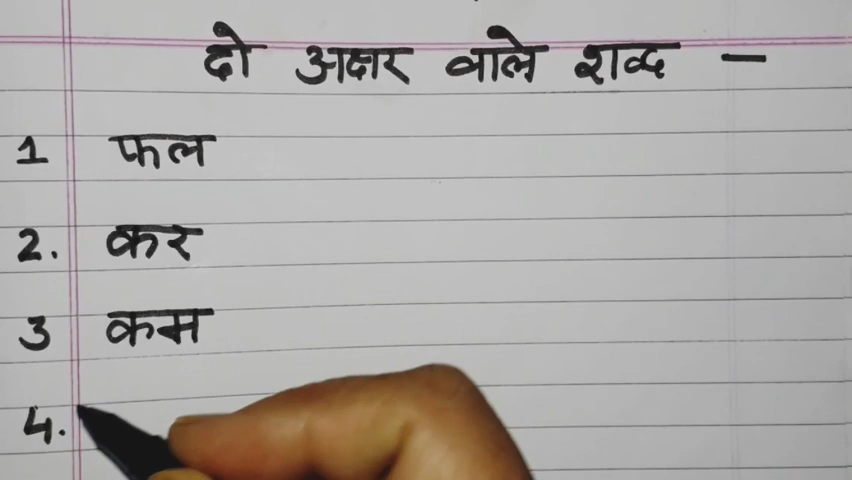 दो अक्षर वाले शब्द —
1 फल
2. कर
3 कम
4.